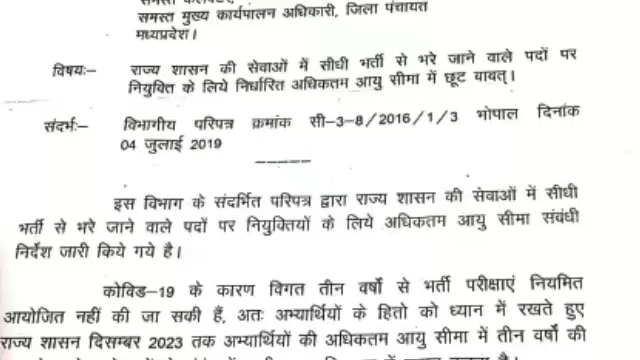 समस्त मुख्य कार्यपालन अधिकारी, जिला पंचायत
मध्यप्रदेश।
विषयः– राज्य शासन की सेवाओं में सीधी भर्ती से भरे जाने वाले पदों पर
नियुक्ति के लिये निर्धारित अधिकतम आयु सीमा में छूट बावत्।
संदर्भः– विभागीय परिपत्र क्रमांक सी–3–8/2016/1/3 भोपाल दिनांक
04 जुलाई 2019
इस विभाग के संदर्भित परिपत्र द्वारा राज्य शासन की सेवाओं में सीधी
भर्ती से भरे जाने वाले पदों पर नियुक्तियों के लिये अधिकतम आयु सीमा संबंधी
निर्देश जारी किये गये है।
कोविड–19 के कारण विगत तीन वर्षो से भर्ती परीक्षाएं नियमित
आयोजित नहीं की जा सकी हैं, अतः अभ्यार्थियों के हितो को ध्यान में रखते हुए
राज्य शासन दिसम्बर 2023 तक अभ्यार्थियों की अधिकतम आयु सीमा में तीन वर्षो की